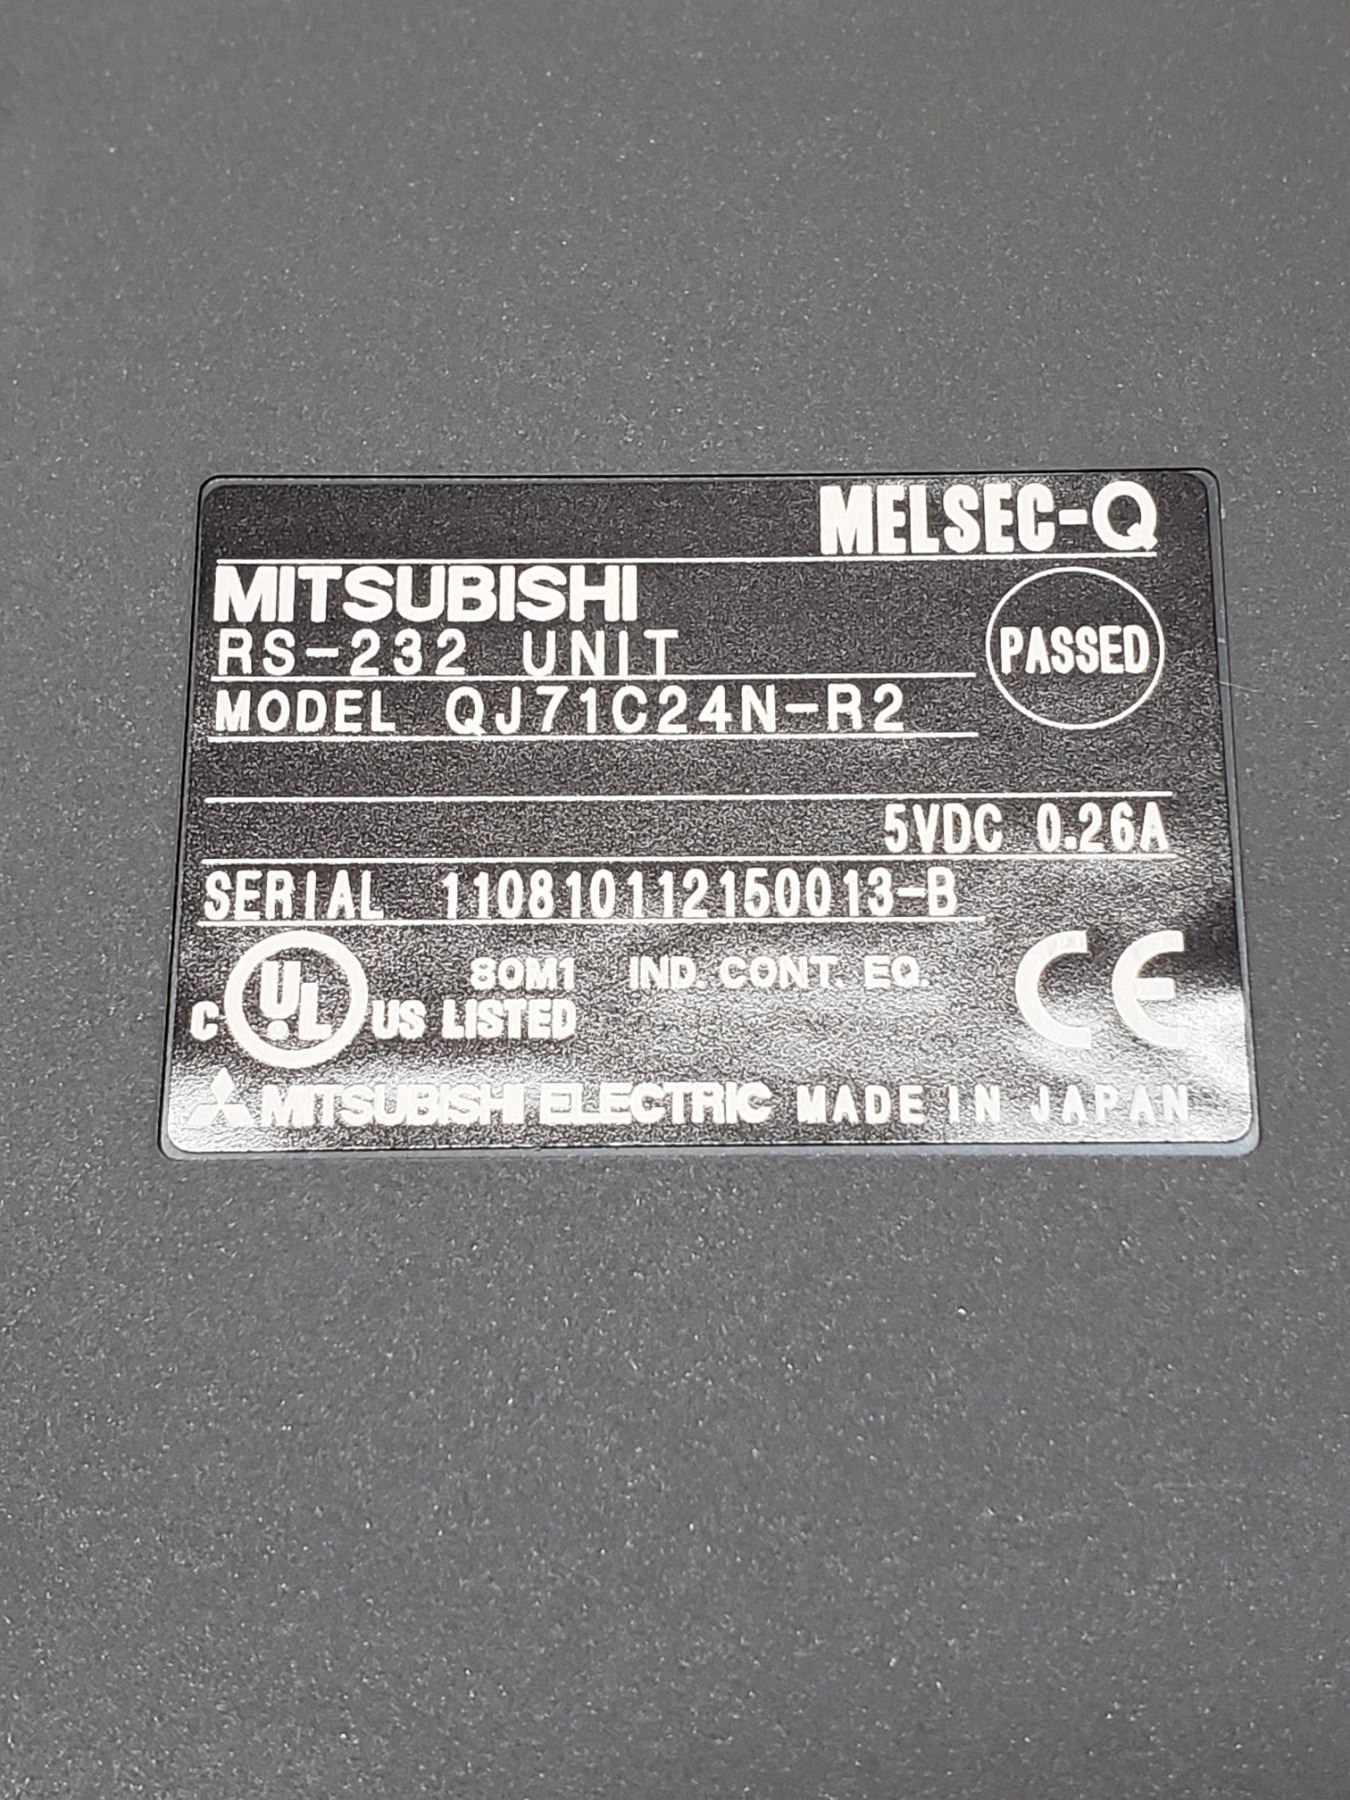 MELSEC-Q
MITSUBISHI
RS-232 UNIT
PASSED
MODEL QJ71C24N-R2
5VDC 0.26A
SERIAL 110810112150013-B
80M1 IND. CONT. EQ.
C UL US LISTED
CE
MITSUBISHI ELECTRIC MADE IN JAPAN